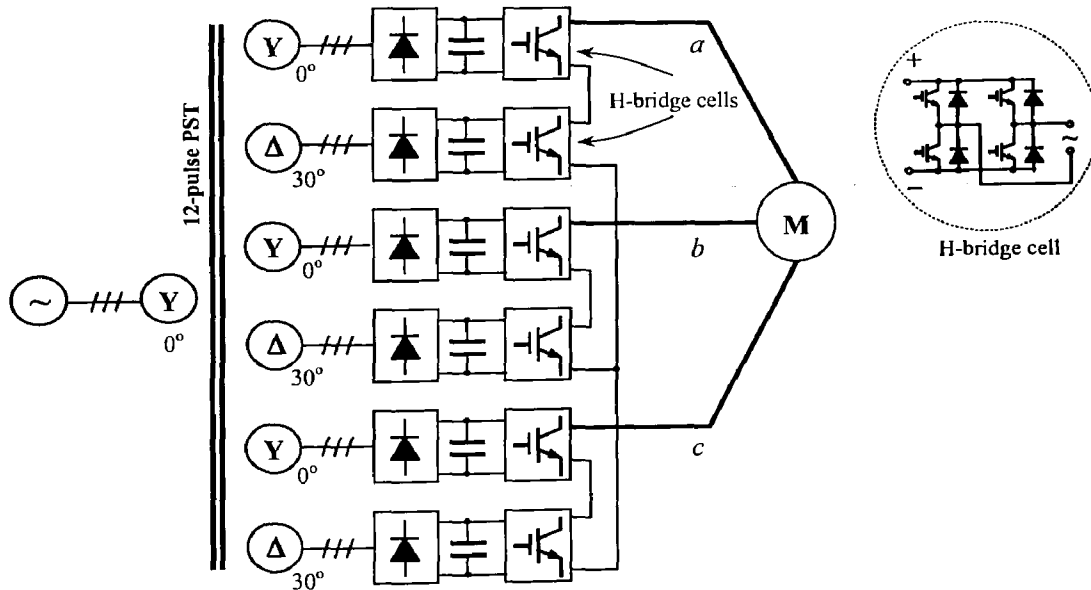 12-pulse PST
~
Y
0°
Y
0°
Δ
30°
Y
0°
Δ
30°
Y
0°
Δ
30°
H-bridge cells
a
b
c
M
+
−
~
H-bridge cell